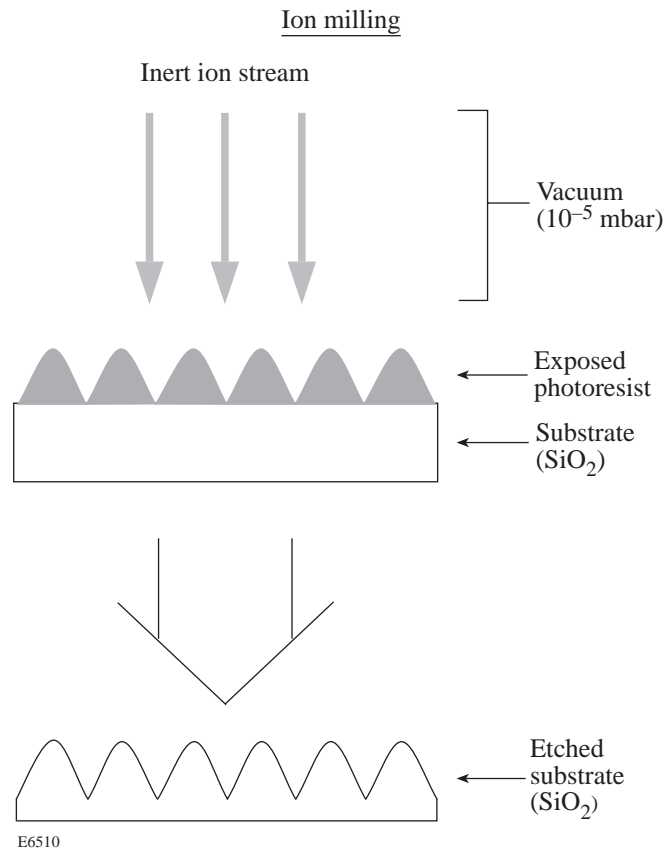 Ion milling
Inert ion stream
Vacuum
(10⁻⁵ mbar)
Exposed
photoresist
Substrate
(SiO₂)
Etched
substrate
(SiO₂)
E6510